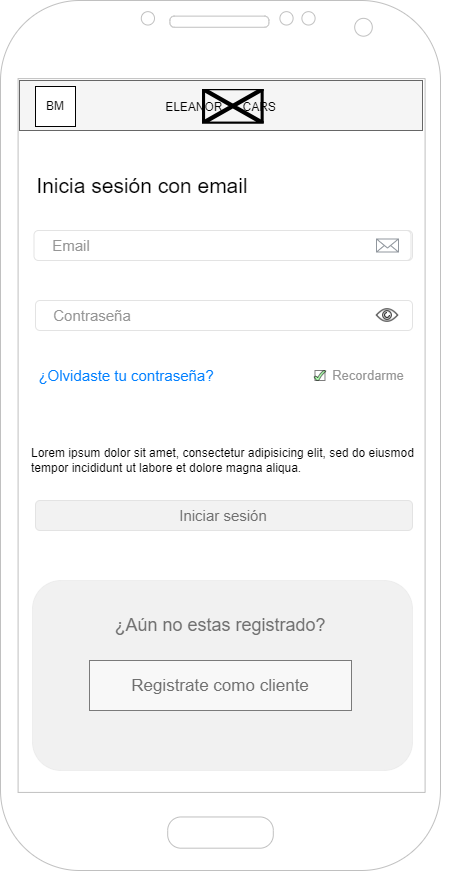 BM
ELEANOR CARS
Inicia sesión con email
Email
Contraseña
¿Olvidaste tu contraseña?
Recordarme
Lorem ipsum dolor sit amet, consectetur adipisicing elit, sed do eiusmod
tempor incididunt ut labore et dolore magna aliqua.
Iniciar sesión
¿Aún no estas registrado?
Registrate como cliente